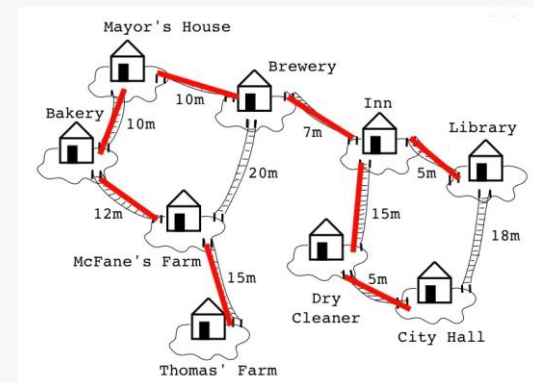 Mayor's House
Brewery
10m
Inn
Bakery
10m
7m
Library
5m
20m
12m
15m
18m
McFane's Farm
15m
5m
Dry
Cleaner
City Hall
Thomas' Farm